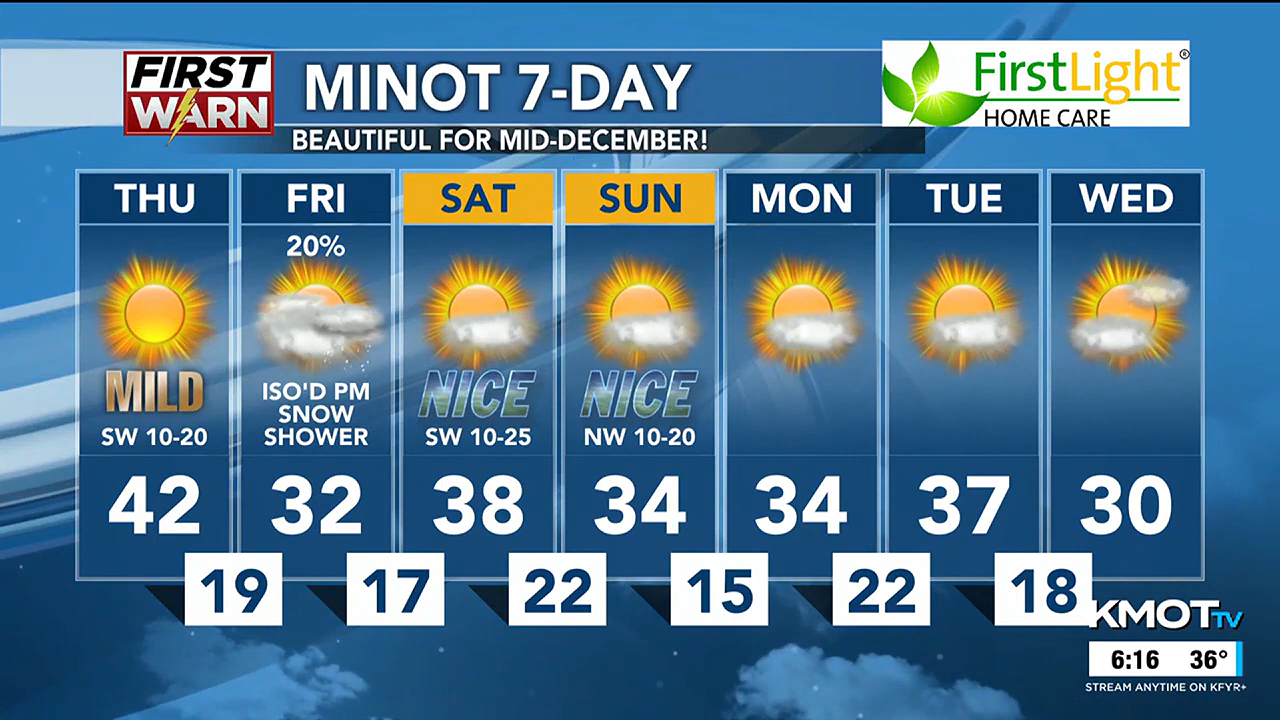 FIRST
WARN
MINOT 7-DAY
BEAUTIFUL FOR MID-DECEMBER!
FirstLight®
HOME CARE
THU FRI SAT SUN MON TUE WED
20%
MILD
SW 10-20
ISO'D PM
SNOW
SHOWER
NICE
SW 10-25
NICE
NW 10-20
42 32 38 34 34 37 30
19 17 22 15 22 18
KMOT TV
6:16 36°
STREAM ANYTIME ON KFYR+